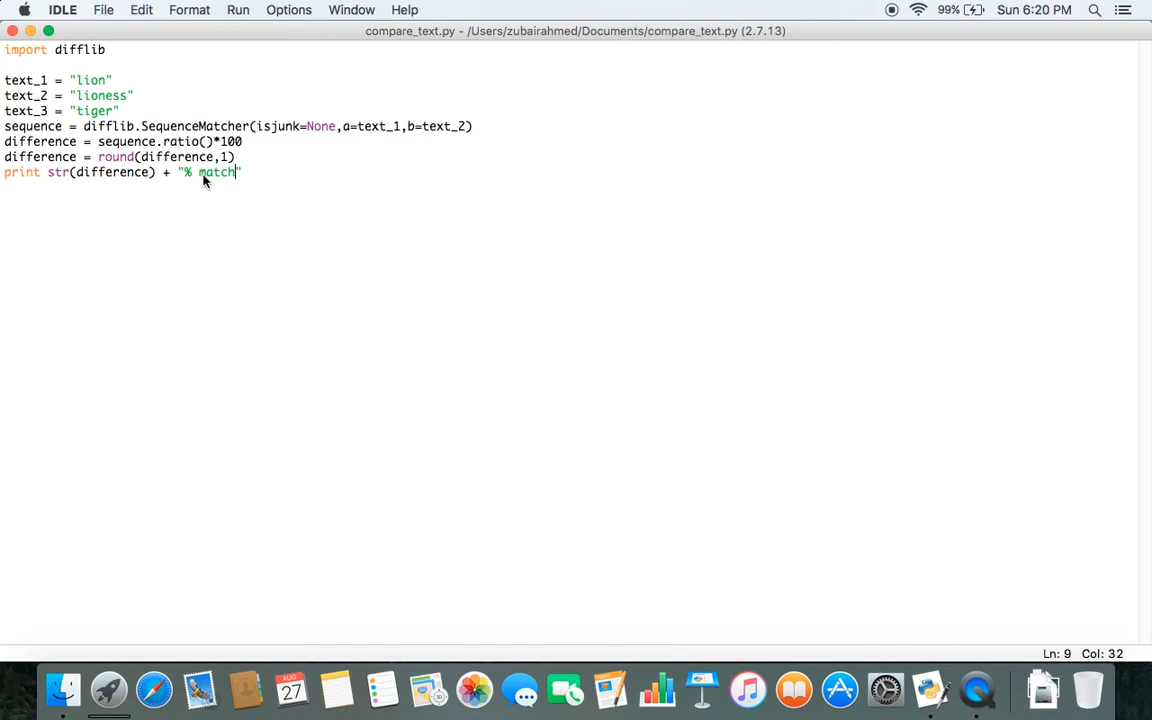 IDLE File Edit Format Run Options Window Help 99% Sun 6:20 PM
compare_text.py - /Users/zubairahmed/Documents/compare_text.py (2.7.13)
import difflib
text_1 = "lion"
text_2 = "lioness"
text_3 = "tiger"
sequence = difflib.SequenceMatcher(isjunk=None,a=text_1,b=text_2)
difference = sequence.ratio()*100
difference = round(difference,1)
print str(difference) + "% match"
Ln: 9 Col: 32
AUG
27